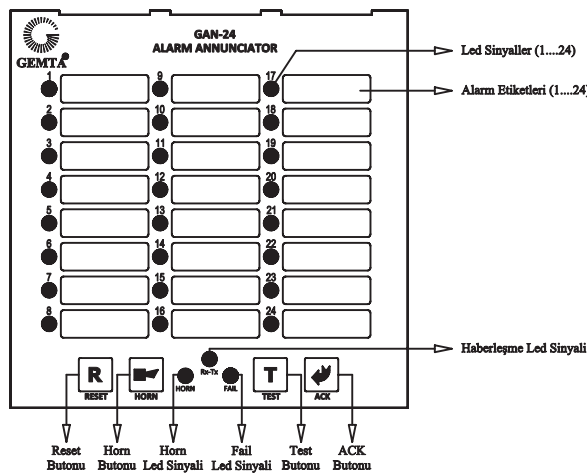 GAN-24
ALARM ANNUNCIATOR
GEMTA
Led Sinyaller (1....24)
Alarm Etiketleri (1....24)
1 9 17
2 10 18
3 11 19
4 12 20
5 13 21
6 14 22
7 15 23
8 16 24
Haberleşme Led Sinyali
R T
Rx-Tx
RESET HORN HORN FAIL TEST ACK
Reset Butonu
Horn Butonu
Horn Led Sinyali
Fail Led Sinyali
Test Butonu
ACK Butonu